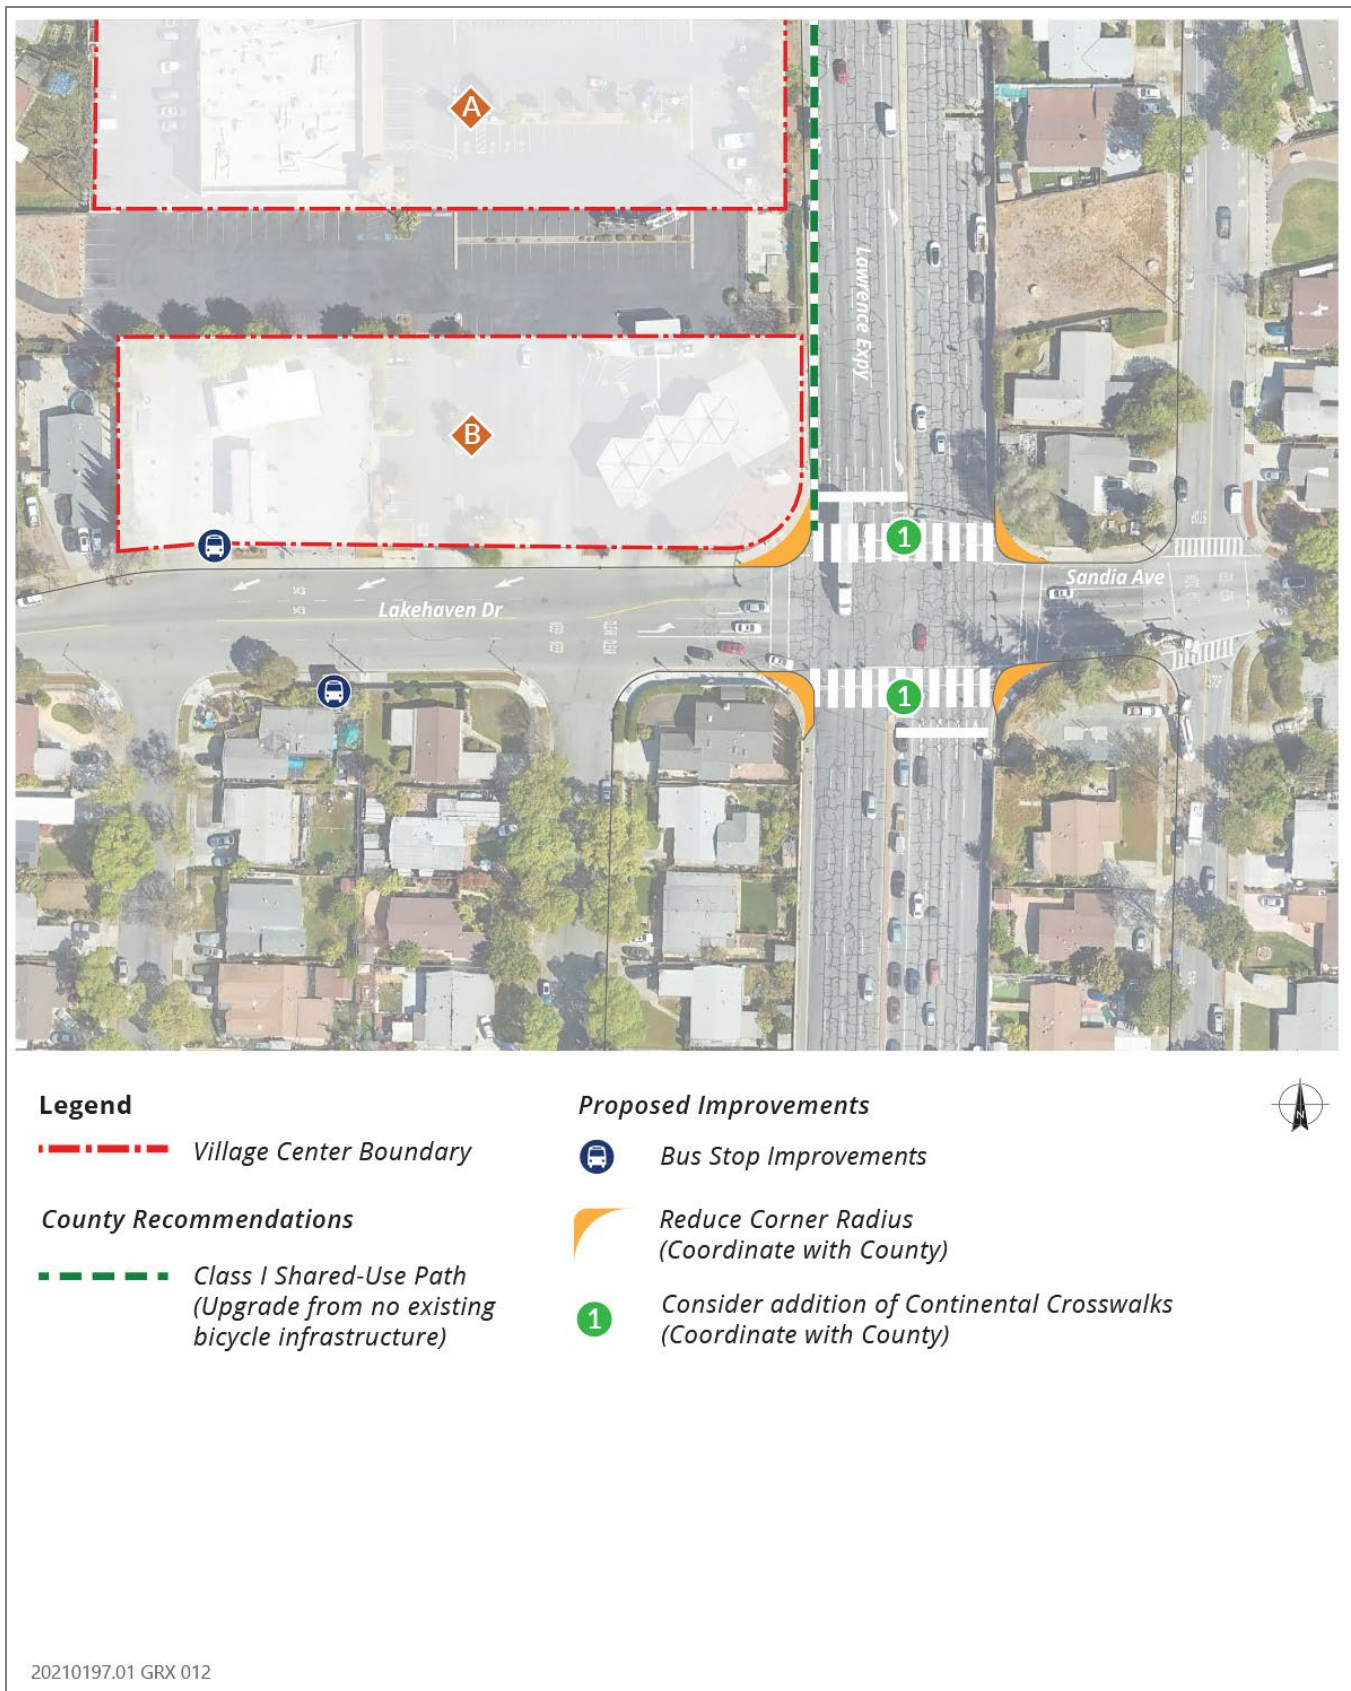 A
Lawrence Expy
B
1
Sandia Ave
Lakehaven Dr
1
Legend
Village Center Boundary
County Recommendations
Class I Shared-Use Path
(Upgrade from no existing
bicycle infrastructure)
Proposed Improvements
Bus Stop Improvements
Reduce Corner Radius
(Coordinate with County)
1
Consider addition of Continental Crosswalks
(Coordinate with County)
N
20210197.01 GRX 012